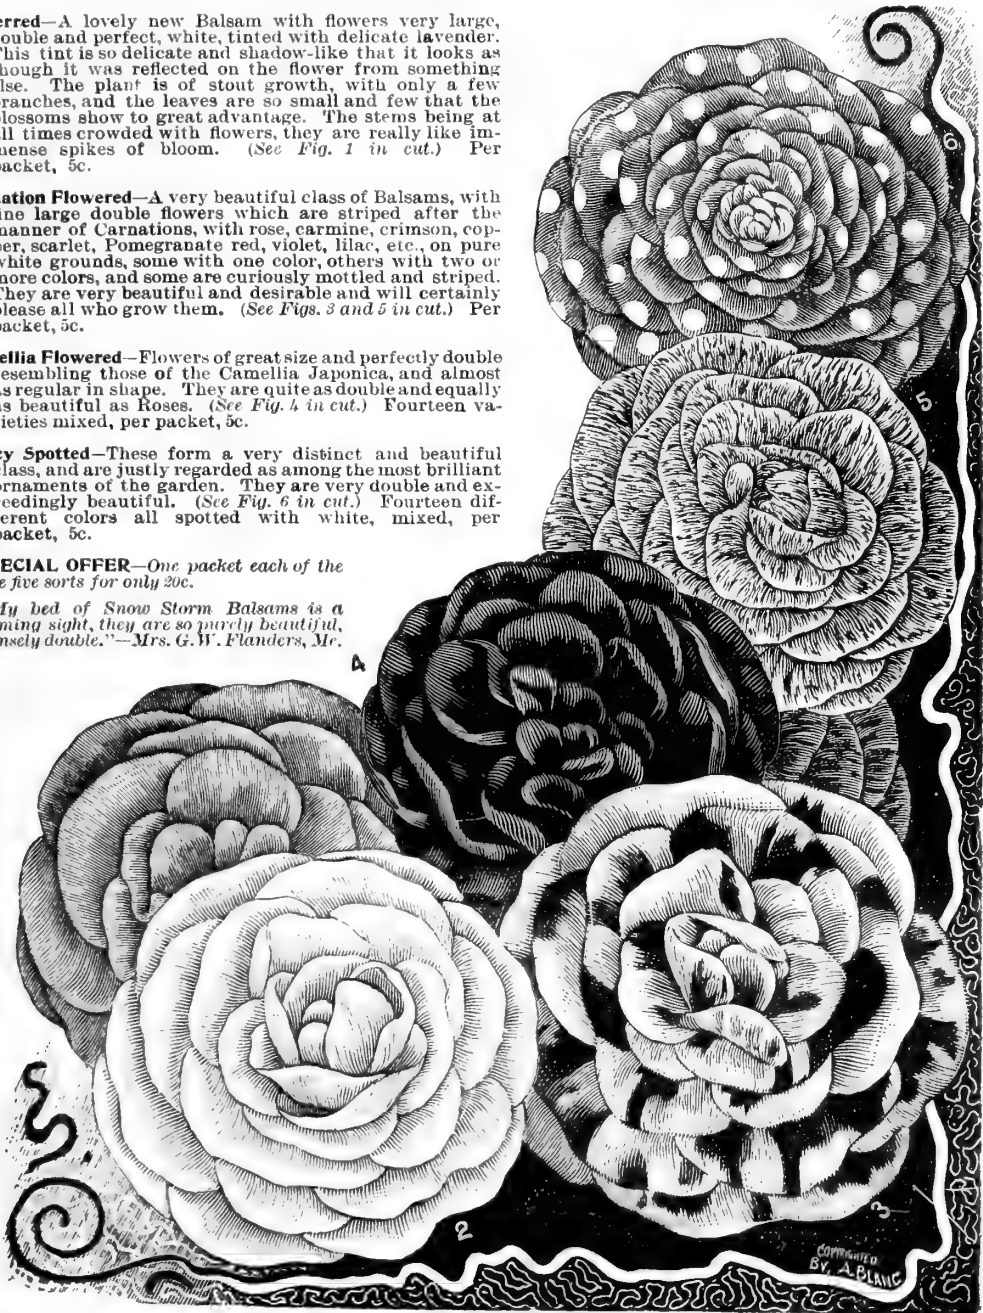 erred—A lovely new Balsam with flowers very large,
ouble and perfect, white, tinted with delicate lavender.
his tint is so delicate and shadow-like that it looks as
hough it was reflected on the flower from something
lse. The plant is of stout growth, with only a few
ranches, and the leaves are so small and few that the
lossoms show to great advantage. The stems being at
ll times crowded with flowers, they are really like im-
mense spikes of bloom. (See Fig. 1 in cut.) Per
packet, 5c.
ation Flowered—A very beautiful class of Balsams, with
ine large double flowers which are striped after the
manner of Carnations, with rose, carmine, crimson, cop-
er, scarlet, Pomegranate red, violet, lilac, etc., on pure
white grounds, some with one color, others with two or
more colors, and some are curiously mottled and striped.
They are very beautiful and desirable and will certainly
please all who grow them. (See Figs. 3 and 5 in cut.) Per
packet, 5c.
ellia Flowered—Flowers of great size and perfectly double
esembling those of the Camellia Japonica, and almost
s regular in shape. They are quite as double and equally
s beautiful as Roses. (See Fig. 4 in cut.) Fourteen va-
ieties mixed, per packet, 5c.
cy Spotted—These form a very distinct and beautiful
lass, and are justly regarded as among the most brilliant
ornaments of the garden. They are very double and ex-
eedingly beautiful. (See Fig. 6 in cut.) Fourteen dif-
erent colors all spotted with white, mixed, per
packet, 5c.
ECIAL OFFER—One packet each of the
e five sorts for only 20c.
My bed of Snow Storm Balsams is a
ming sight, they are so purely beautiful,
nsely double."—Mrs. G. W. Flanders, Me.
6
5
4
3
2
1
COPYRIGHTED
BY. A. BLANC